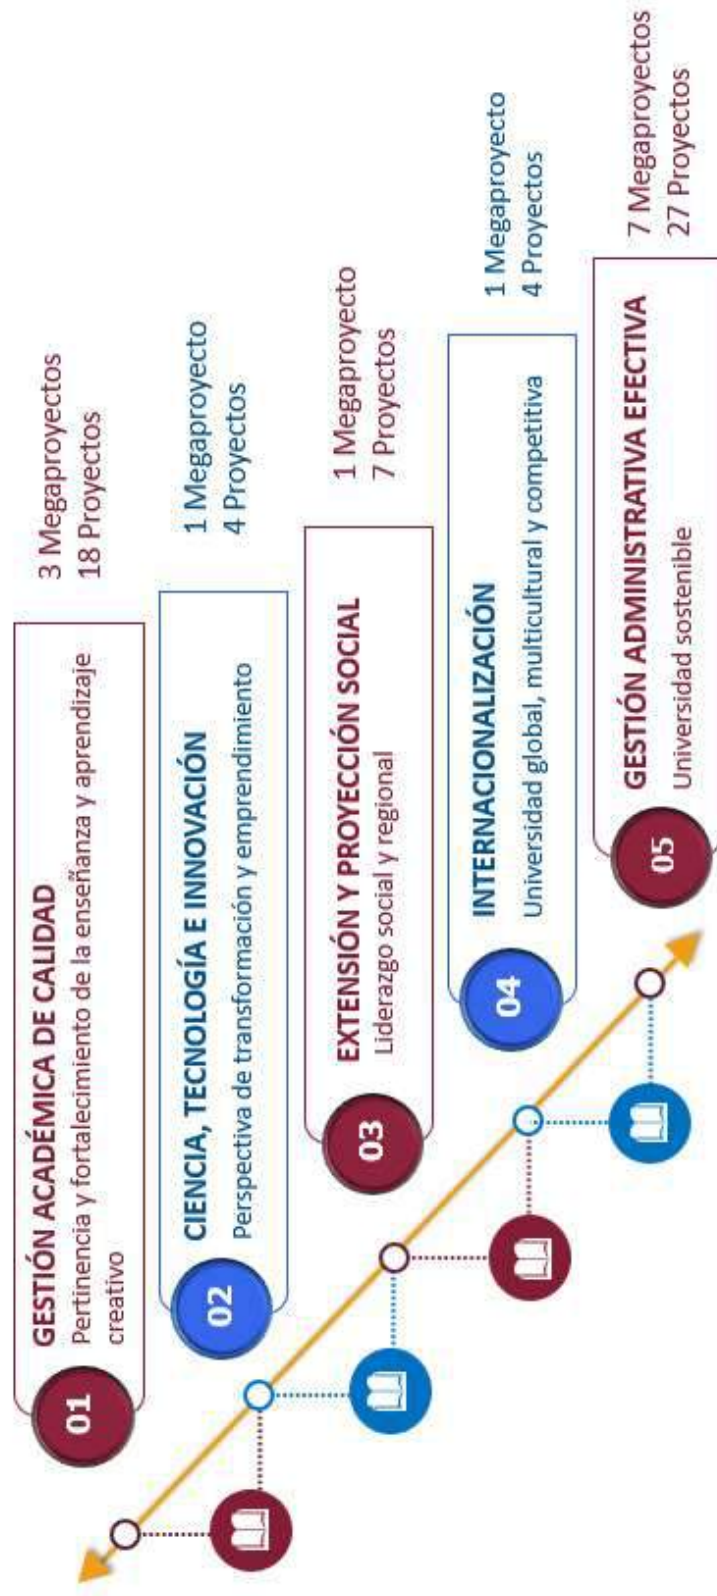 01
GESTIÓN ACADÉMICA DE CALIDAD
Pertinencia y fortalecimiento de la enseñanza y aprendizaje
creativo
3 Megaproyectos
18 Proyectos
02
CIENCIA, TECNOLOGÍA E INNOVACIÓN
Perspectiva de transformación y emprendimiento
1 Megaproyecto
4 Proyectos
03
EXTENSIÓN Y PROYECCIÓN SOCIAL
Liderazgo social y regional
1 Megaproyecto
7 Proyectos
04
INTERNACIONALIZACIÓN
Universidad global, multicultural y competitiva
1 Megaproyecto
4 Proyectos
05
GESTIÓN ADMINISTRATIVA EFECTIVA
Universidad sostenible
7 Megaproyectos
27 Proyectos